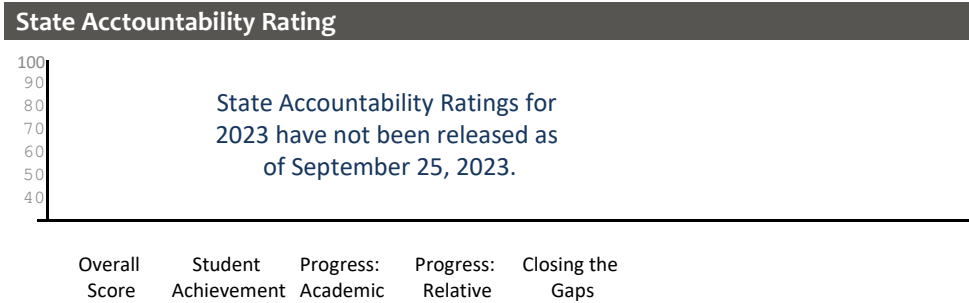 State Acctountability Rating
100
90
80
70
60
50
40
State Accountability Ratings for
2023 have not been released as
of September 25, 2023.
Overall Student Progress: Progress: Closing the
Score Achievement Academic Relative Gaps